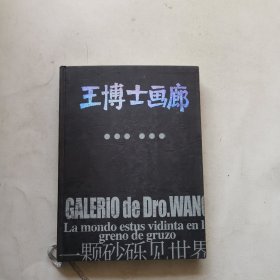 王博士画廊
GALERIO de Dro.WANG
La mondo estus vidinta en l
greno de gruzo
一颗砂砾见世界